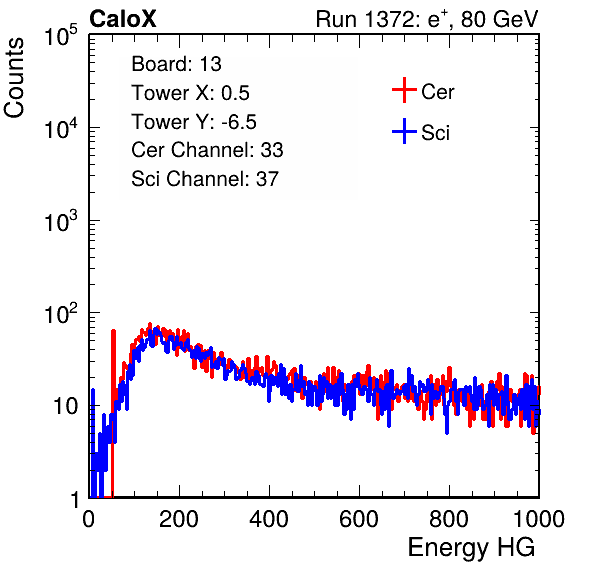 CaloX Run 1372: e+, 80 GeV
Counts
10^5
10^4
10^3
10^2
10
1
Board: 13
Tower X: 0.5
Tower Y: -6.5
Cer Channel: 33
Sci Channel: 37
Cer
Sci
0 200 400 600 800 1000
Energy HG